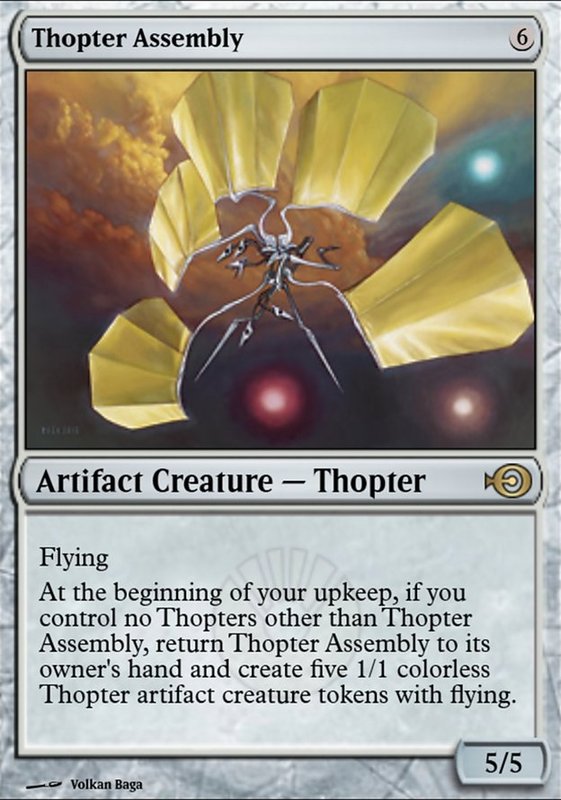 Thopter Assembly
6
Artifact Creature — Thopter
Flying
At the beginning of your upkeep, if you
control no Thopters other than Thopter
Assembly, return Thopter Assembly to its
owner's hand and create five 1/1 colorless
Thopter artifact creature tokens with flying.
5/5
Volkan Baga